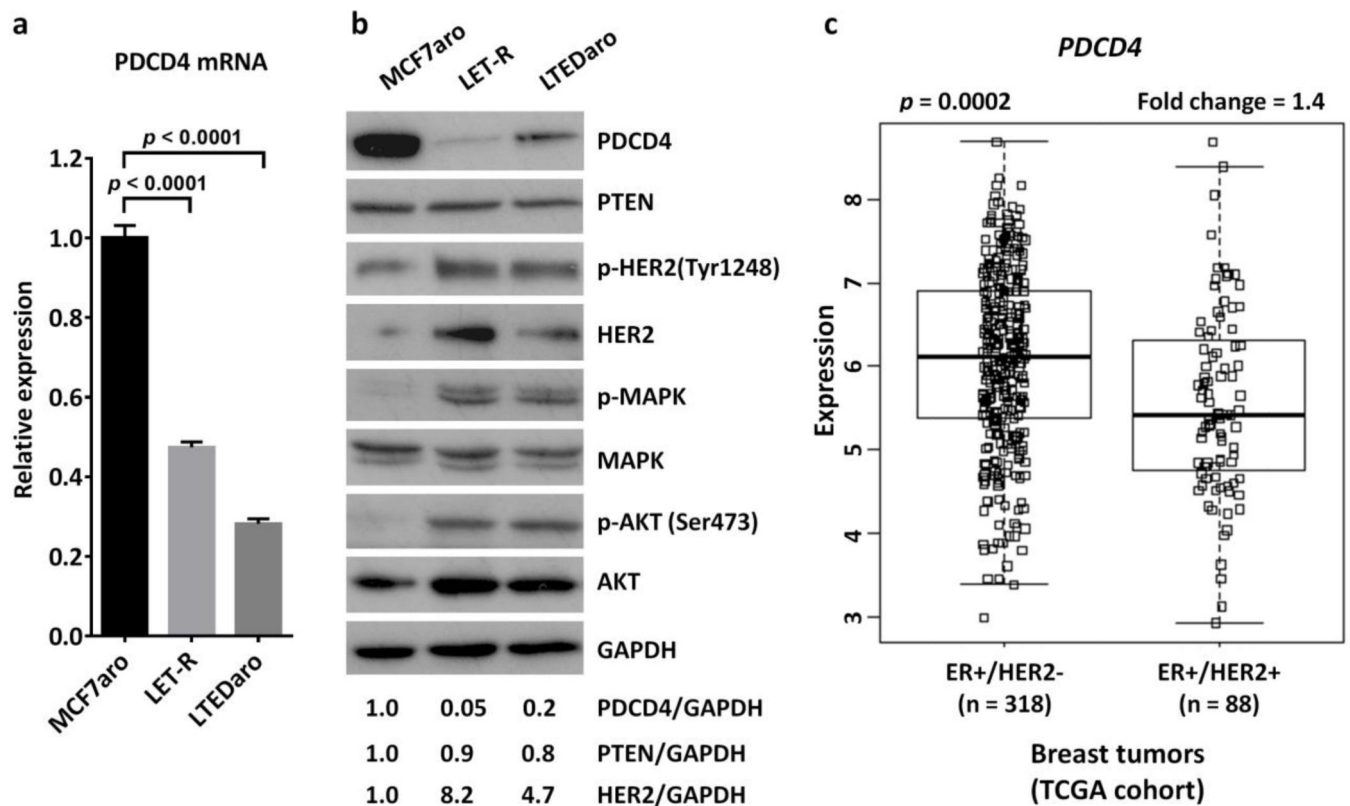 a
PDCD4 mRNA
p < 0.0001
p < 0.0001
Relative expression
1.2
1.0
0.8
0.6
0.4
0.2
0.0
MCF7aro
LET-R
LTEDaro
b
MCF7aro
LET-R
LTEDaro
PDCD4
PTEN
p-HER2(Tyr1248)
HER2
p-MAPK
MAPK
p-AKT (Ser473)
AKT
GAPDH
1.0 0.05 0.2 PDCD4/GAPDH
1.0 0.9 0.8 PTEN/GAPDH
1.0 8.2 4.7 HER2/GAPDH
c
PDCD4
p = 0.0002 Fold change = 1.4
Expression
8
7
6
5
4
3
ER+/HER2- ER+/HER2+
(n = 318) (n = 88)
Breast tumors
(TCGA cohort)